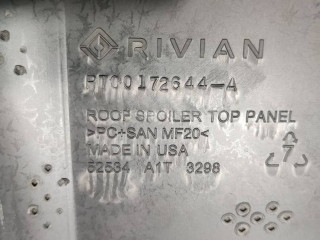 RIVIAN
PT00172644-A
ROOF SPOILER TOP PANEL
>PC+SAN MF20<
MADE IN USA
52534 A1T 3298
7